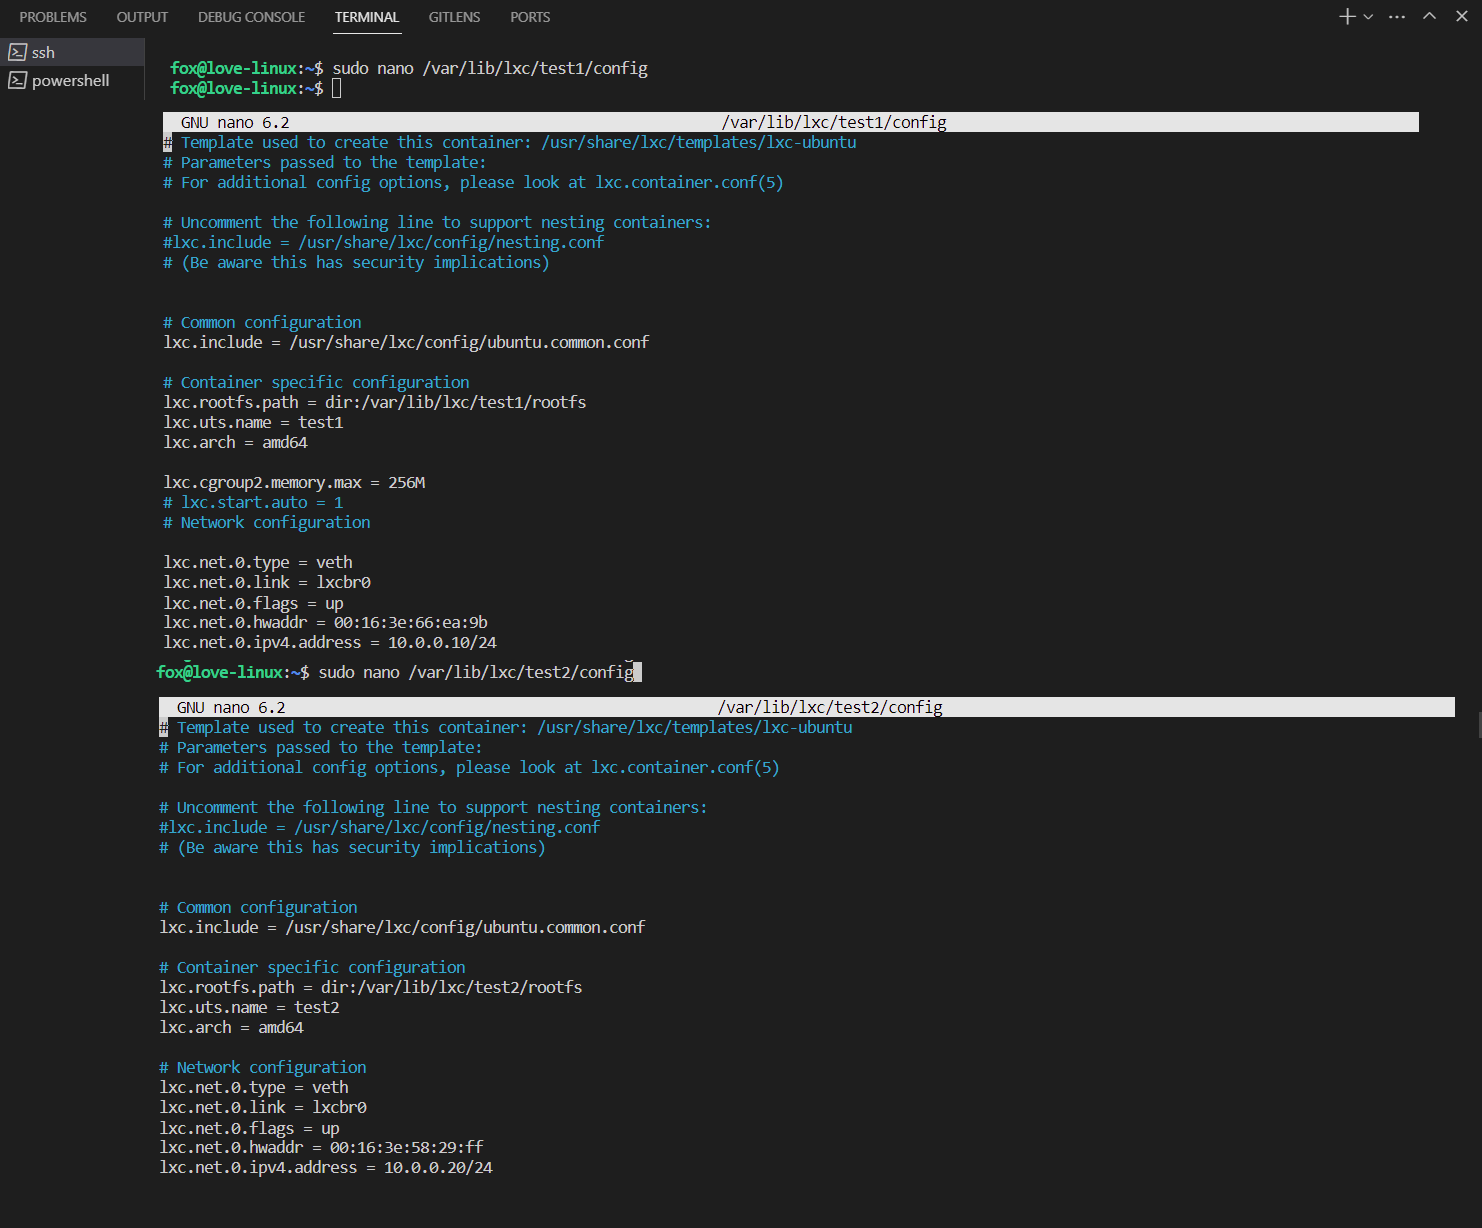 PROBLEMS OUTPUT DEBUG CONSOLE TERMINAL GITLENS PORTS
ssh
powershell
fox@love-linux:~$ sudo nano /var/lib/lxc/test1/config
fox@love-linux:~$
GNU nano 6.2 /var/lib/lxc/test1/config
# Template used to create this container: /usr/share/lxc/templates/lxc-ubuntu
# Parameters passed to the template:
# For additional config options, please look at lxc.container.conf(5)
# Uncomment the following line to support nesting containers:
#lxc.include = /usr/share/lxc/config/nesting.conf
# (Be aware this has security implications)
# Common configuration
lxc.include = /usr/share/lxc/config/ubuntu.common.conf
# Container specific configuration
lxc.rootfs.path = dir:/var/lib/lxc/test1/rootfs
lxc.uts.name = test1
lxc.arch = amd64
lxc.cgroup2.memory.max = 256M
# lxc.start.auto = 1
# Network configuration
lxc.net.0.type = veth
lxc.net.0.link = lxcbr0
lxc.net.0.flags = up
lxc.net.0.hwaddr = 00:16:3e:66:ea:9b
lxc.net.0.ipv4.address = 10.0.0.10/24
fox@love-linux:~$ sudo nano /var/lib/lxc/test2/config
GNU nano 6.2 /var/lib/lxc/test2/config
# Template used to create this container: /usr/share/lxc/templates/lxc-ubuntu
# Parameters passed to the template:
# For additional config options, please look at lxc.container.conf(5)
# Uncomment the following line to support nesting containers:
#lxc.include = /usr/share/lxc/config/nesting.conf
# (Be aware this has security implications)
# Common configuration
lxc.include = /usr/share/lxc/config/ubuntu.common.conf
# Container specific configuration
lxc.rootfs.path = dir:/var/lib/lxc/test2/rootfs
lxc.uts.name = test2
lxc.arch = amd64
# Network configuration
lxc.net.0.type = veth
lxc.net.0.link = lxcbr0
lxc.net.0.flags = up
lxc.net.0.hwaddr = 00:16:3e:58:29:ff
lxc.net.0.ipv4.address = 10.0.0.20/24